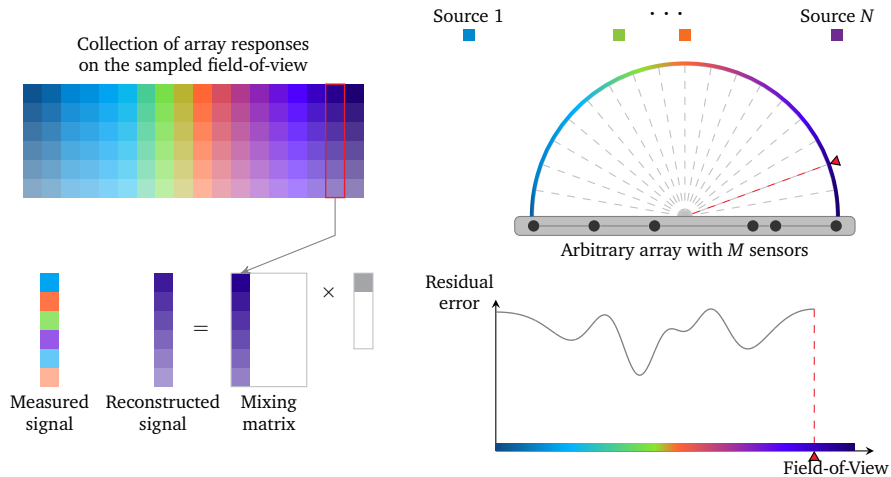 Collection of array responses
on the sampled field-of-view
Source 1
· · ·
Source N
Arbitrary array with M sensors
=
×
Measured
signal
Reconstructed
signal
Mixing
matrix
Residual
error
Field-of-View